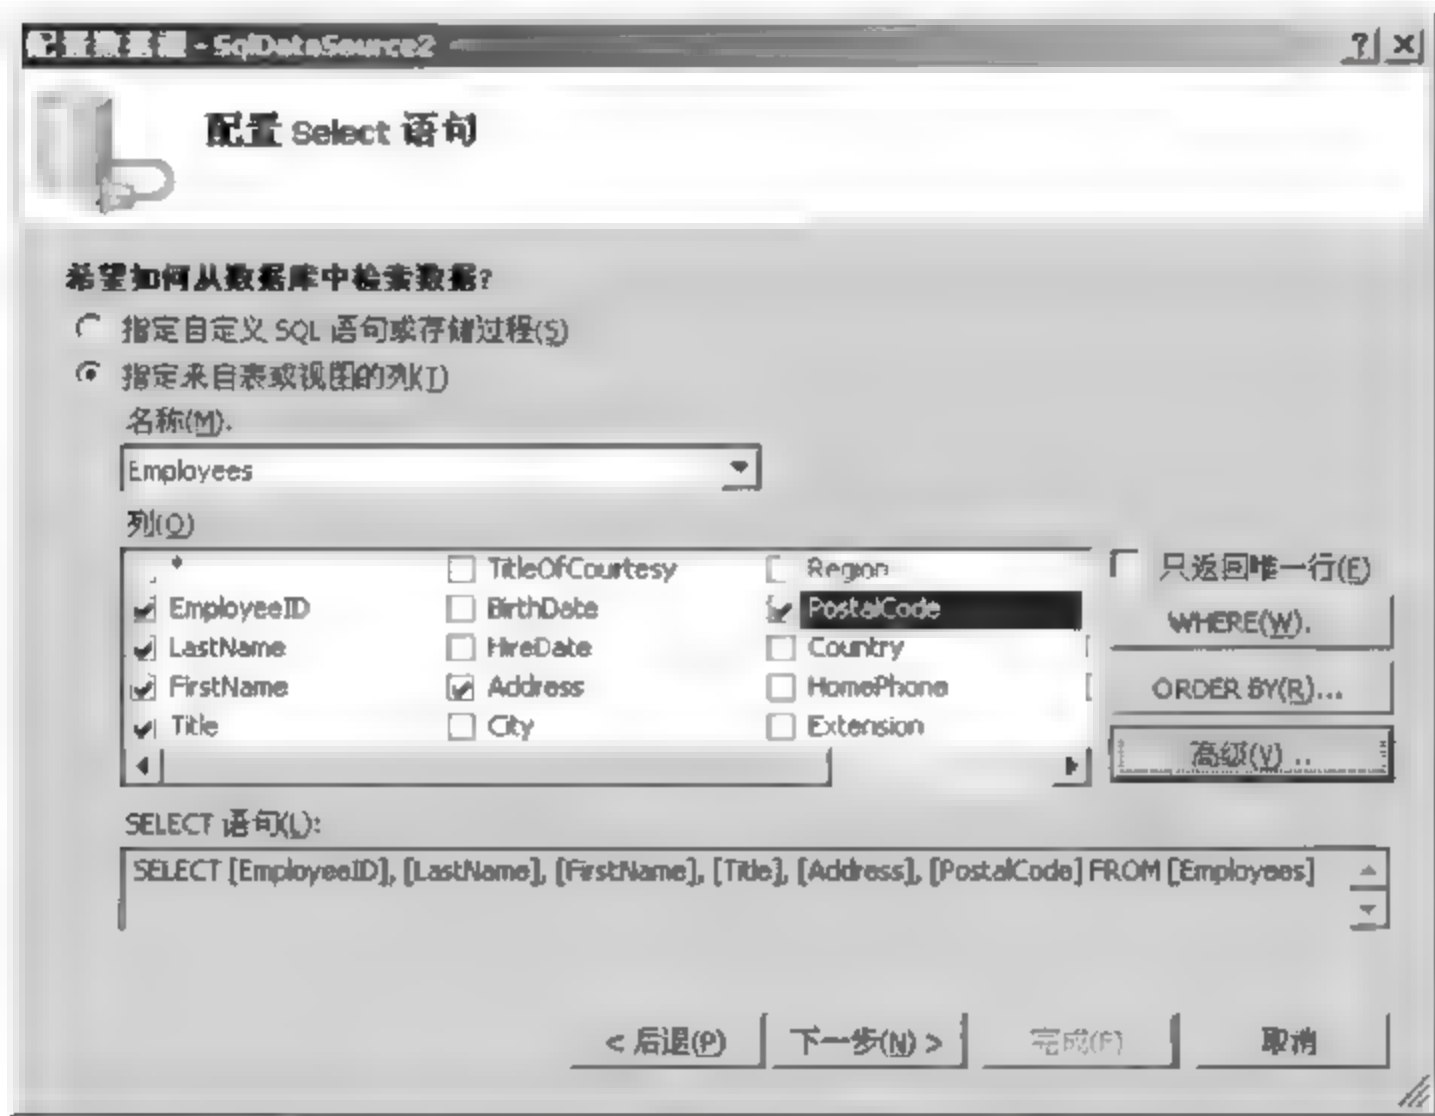 配置数据源 - SqlDataSource2
配置 Select 语句
希望如何从数据库中检索数据?
指定自定义 SQL 语句或存储过程(S)
指定来自表或视图的列(T)
名称(M).
Employees
列(O)
* TitleOfCourtesy Region 只返回唯一行(E)
EmployeeID BirthDate PostalCode WHERE(W).
LastName HireDate Country
FirstName Address HomePhone ORDER BY(R)...
Title City Extension
高级(V) ..
SELECT 语句(L):
SELECT [EmployeeID], [LastName], [FirstName], [Title], [Address], [PostalCode] FROM [Employees]
< 后退(P) 下一步(N) > 完成(F) 取消